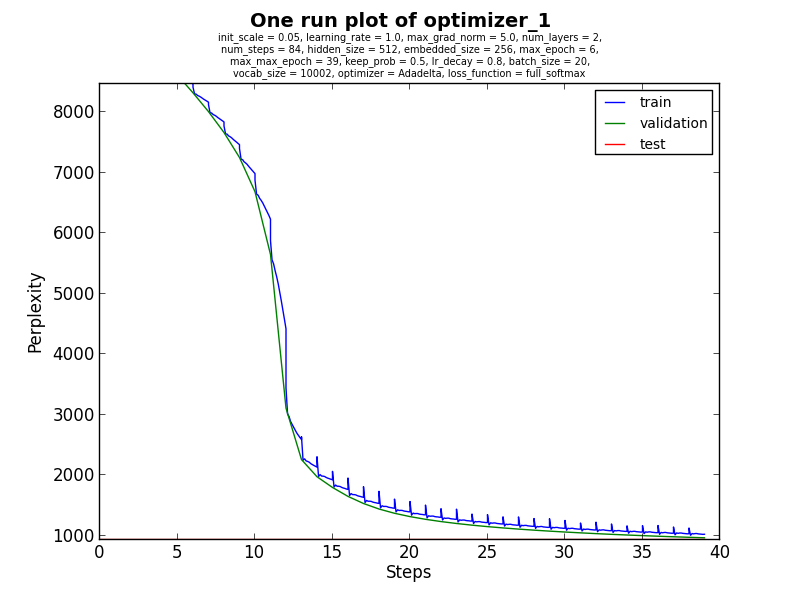 One run plot of optimizer_1
init_scale = 0.05, learning_rate = 1.0, max_grad_norm = 5.0, num_layers = 2,
num_steps = 84, hidden_size = 512, embedded_size = 256, max_epoch = 6,
max_max_epoch = 39, keep_prob = 0.5, lr_decay = 0.8, batch_size = 20,
vocab_size = 10002, optimizer = Adadelta, loss_function = full_softmax
train
validation
test
8000
7000
6000
5000
4000
3000
2000
1000
Perplexity
0 5 10 15 20 25 30 35 40
Steps